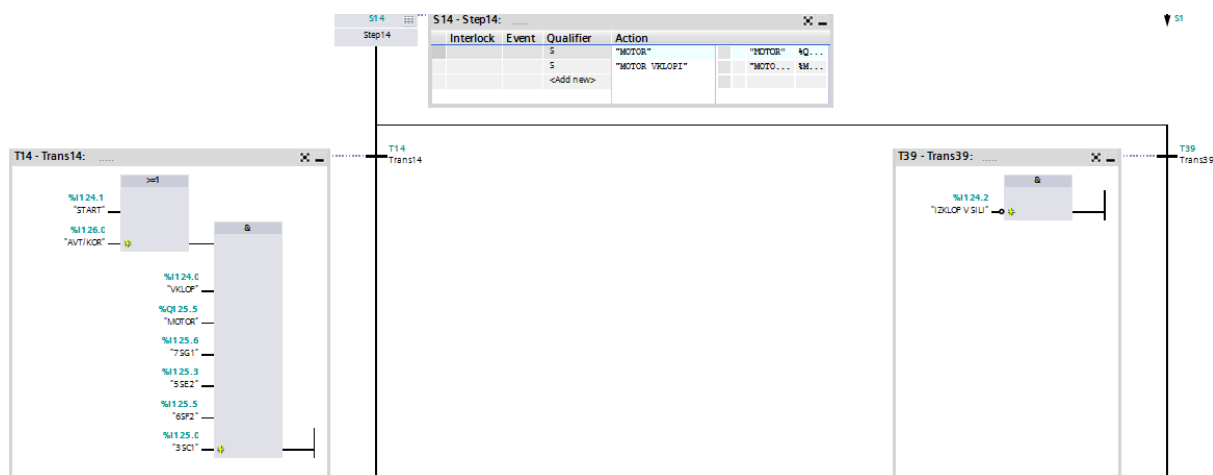 S14
Step14
S14 - Step14: .....
Interlock Event Qualifier Action
S "MOTOR" "MOTOR" %Q...
S "MOTOR VKLOPI" "MOTO... %M...
<Add new>
S1
T14
Trans14
T14 - Trans14: .....
>=1
%I124.1
"START"
%I126.0
"AVT/KOR"
&
%I124.0
"VKLOP"
%Q125.5
"MOTOR"
%I125.6
"7SG1"
%I125.3
"5SE2"
%I125.5
"6SF2"
%I125.0
"3SC1"
T39 - Trans39: .....
&
%I124.2
"IZKLOP V SILI"
T39
Trans39